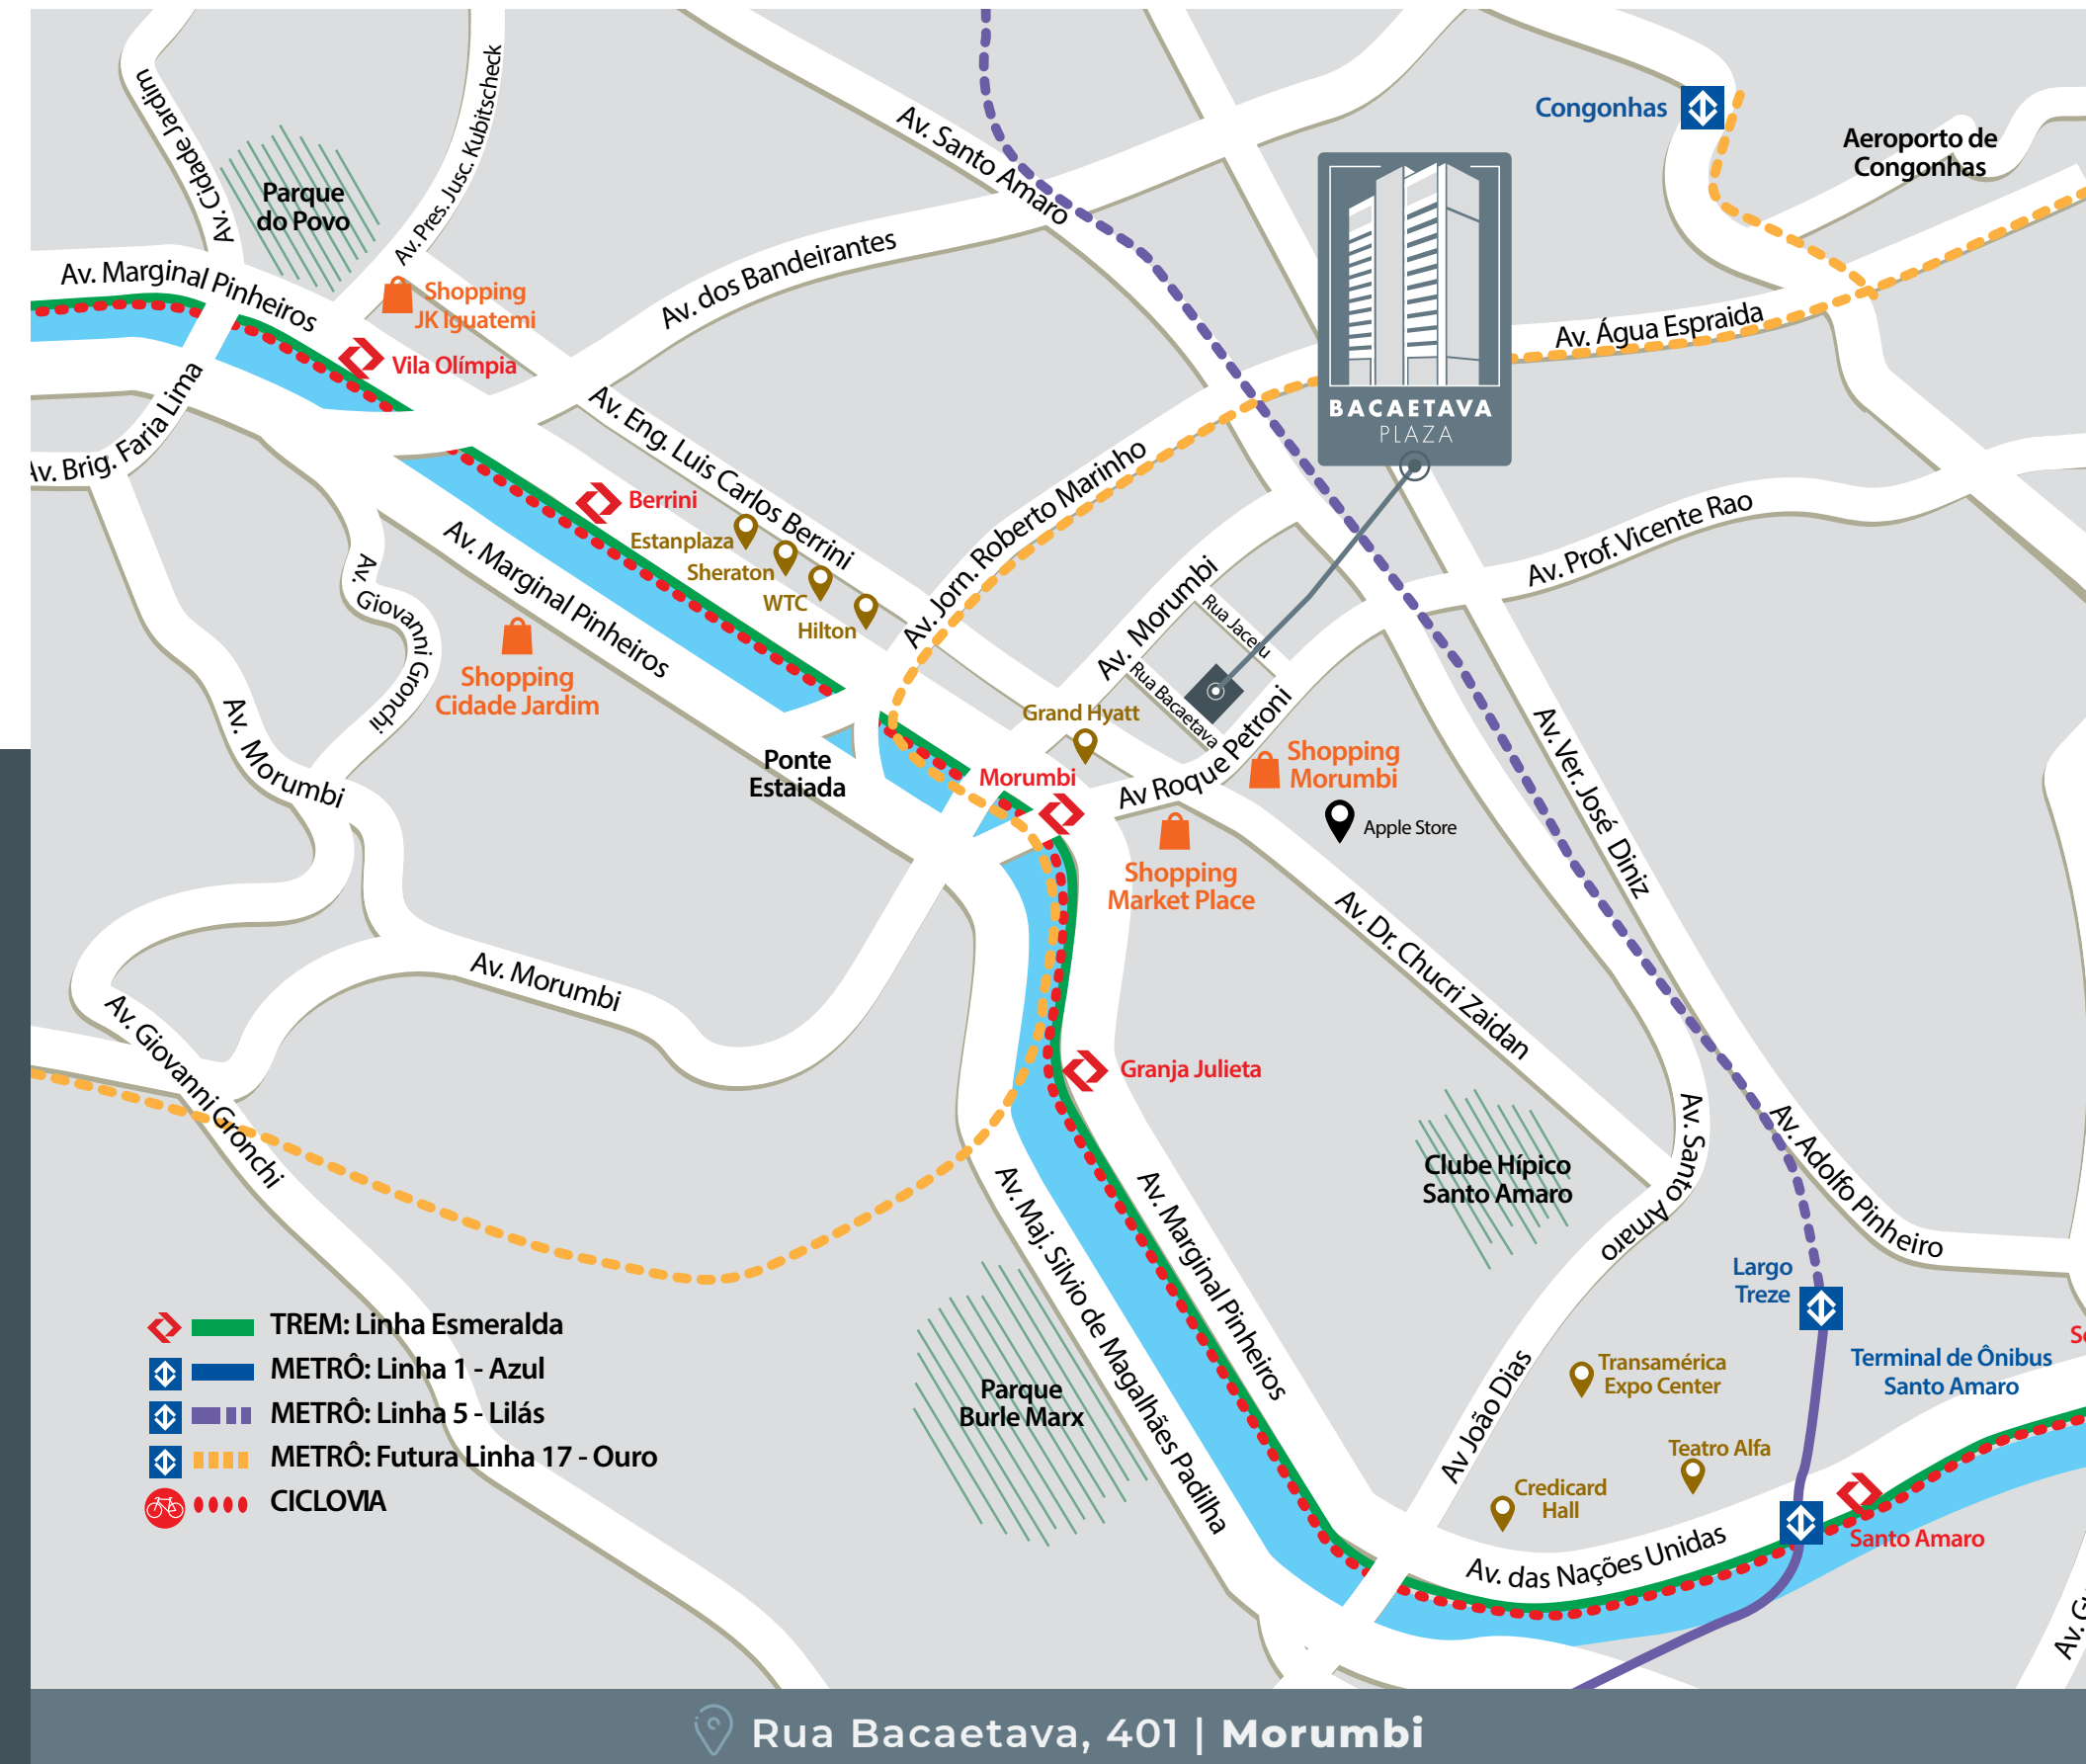 Av. Cidade Jardim
Av. Pres. Jusc. Kubitscheck
Parque
do Povo
Av. Santo Amaro
Congonhas
Aeroporto de
Congonhas
Av. Marginal Pinheiros
Shopping
JK Iguatemi
Vila Olímpia
Av. dos Bandeirantes
BACAETAVA
PLAZA
Av. Água Espraida
Av. Brig. Faria Lima
Av. Eng. Luis Carlos Berrini
Berrini
Estanplaza
Sheraton
WTC
Hilton
Av. Jorn. Roberto Marinho
Av. Prof. Vicente Rao
Av. Marginal Pinheiros
Av. Giovanni Gronchi
Shopping
Cidade Jardim
Av. Morumbi
Rua Jaceru
Rua Bacaetava
Av. Morumbi
Grand Hyatt
Av Roque Petroni
Ponte
Estaiada
Morumbi
Shopping
Morumbi
Apple Store
Shopping
Market Place
Av. Ver. José Diniz
Av. Dr. Chucri Zaidan
Av. Morumbi
Av. Giovanni Gronchi
Granja Julieta
Clube Hípico
Santo Amaro
Av. Santo Amaro
Av. Adolfo Pinheiro
Av. Maj. Silvio de Magalhães Padilha
Av. Marginal Pinheiros
Largo
Treze
Terminal de Ônibus
Santo Amaro
Transamérica
Expo Center
Teatro Alfa
Credicard
Hall
Av João Dias
Parque
Burle Marx
Av. das Nações Unidas
Santo Amaro
TREM: Linha Esmeralda
METRÔ: Linha 1 - Azul
METRÔ: Linha 5 - Lilás
METRÔ: Futura Linha 17 - Ouro
CICLOVIA
Rua Bacaetava, 401 | Morumbi